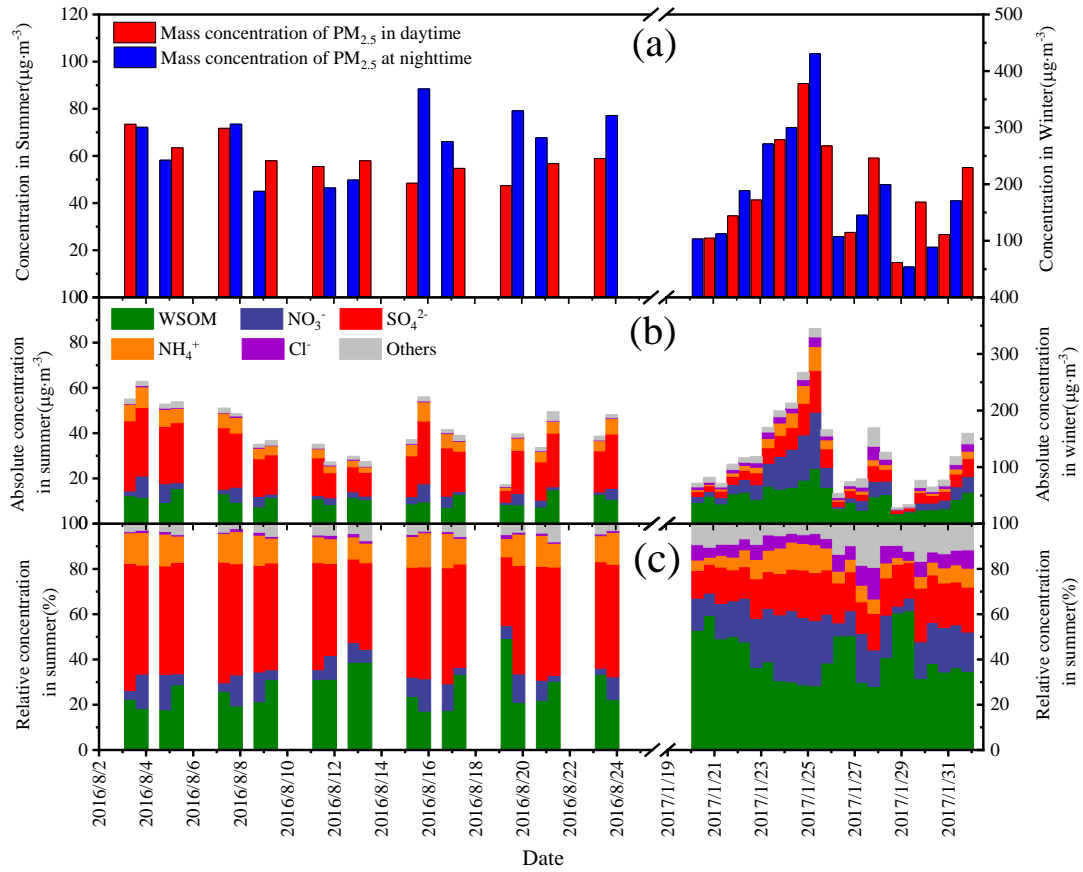 (a)
Mass concentration of PM2.5 in daytime
Mass concentration of PM2.5 at nighttime
Concentration in Summer(μg·m-3)
120
100
80
60
40
20
100
Concentration in Winter(μg·m-3)
500
400
300
200
100
400
(b)
WSOM
NO3-
SO42-
NH4+
Cl-
Others
Absolute concentration
in summer(μg·m-3)
80
60
40
20
100
Absolute concentration
in winter(μg·m-3)
300
200
100
100
(c)
Relative concentration
in summer(%)
80
60
40
20
0
Relative concentration
in summer(%)
80
60
40
20
0
2016/8/2
2016/8/4
2016/8/6
2016/8/8
2016/8/10
2016/8/12
2016/8/14
2016/8/16
2016/8/18
2016/8/20
2016/8/22
2016/8/24
2017/1/19
2017/1/21
2017/1/23
2017/1/25
2017/1/27
2017/1/29
2017/1/31
Date